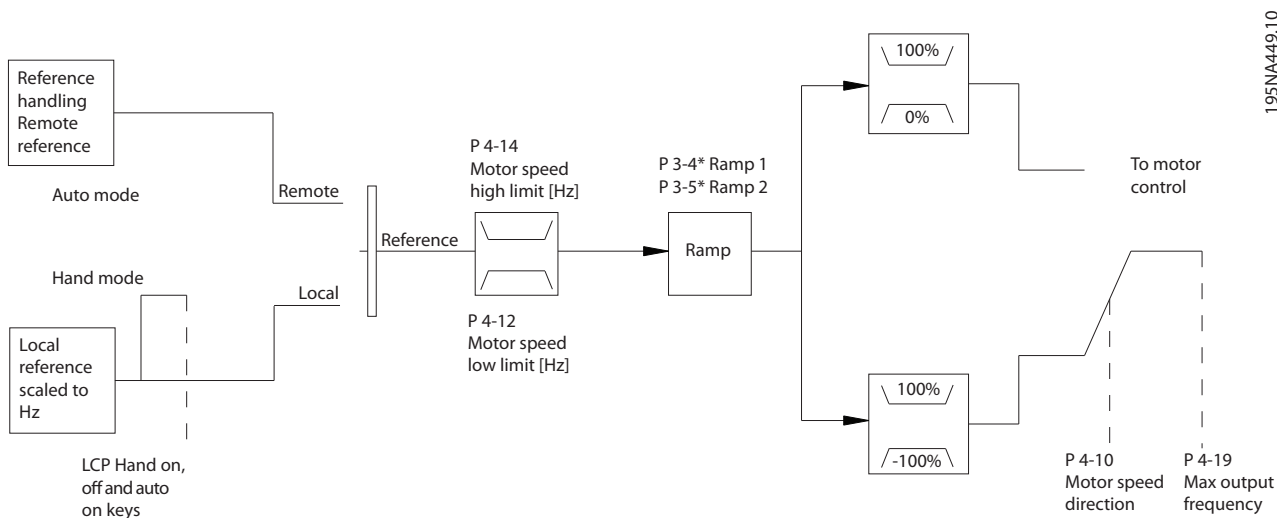 195NA449.10
Reference
handling
Remote
reference
Auto mode
Remote
Hand mode
Local
Local
reference
scaled to
Hz
LCP Hand on,
off and auto
on keys
Reference
P 4-14
Motor speed
high limit [Hz]
P 4-12
Motor speed
low limit [Hz]
P 3-4* Ramp 1
P 3-5* Ramp 2
Ramp
100%
0%
100%
-100%
To motor
control
P 4-10
Motor speed
direction
P 4-19
Max output
frequency